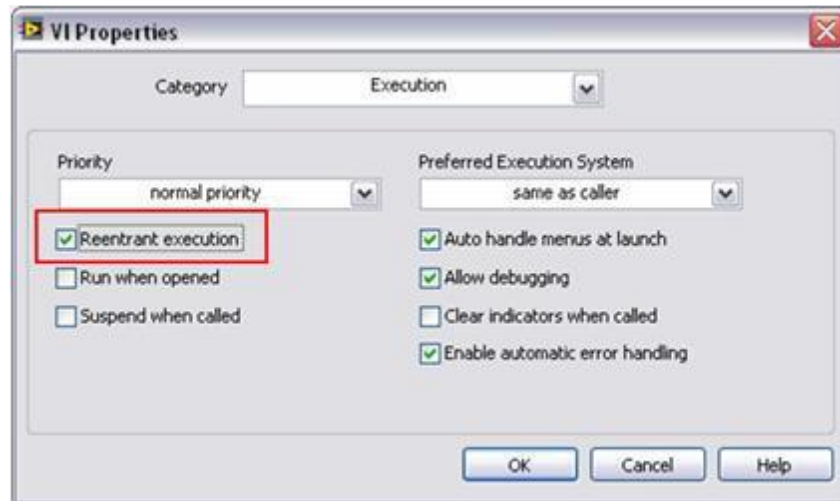 VI Properties
Category Execution
Priority Preferred Execution System
normal priority same as caller
Reentrant execution Auto handle menus at launch
Run when opened Allow debugging
Suspend when called Clear indicators when called
Enable automatic error handling
OK Cancel Help